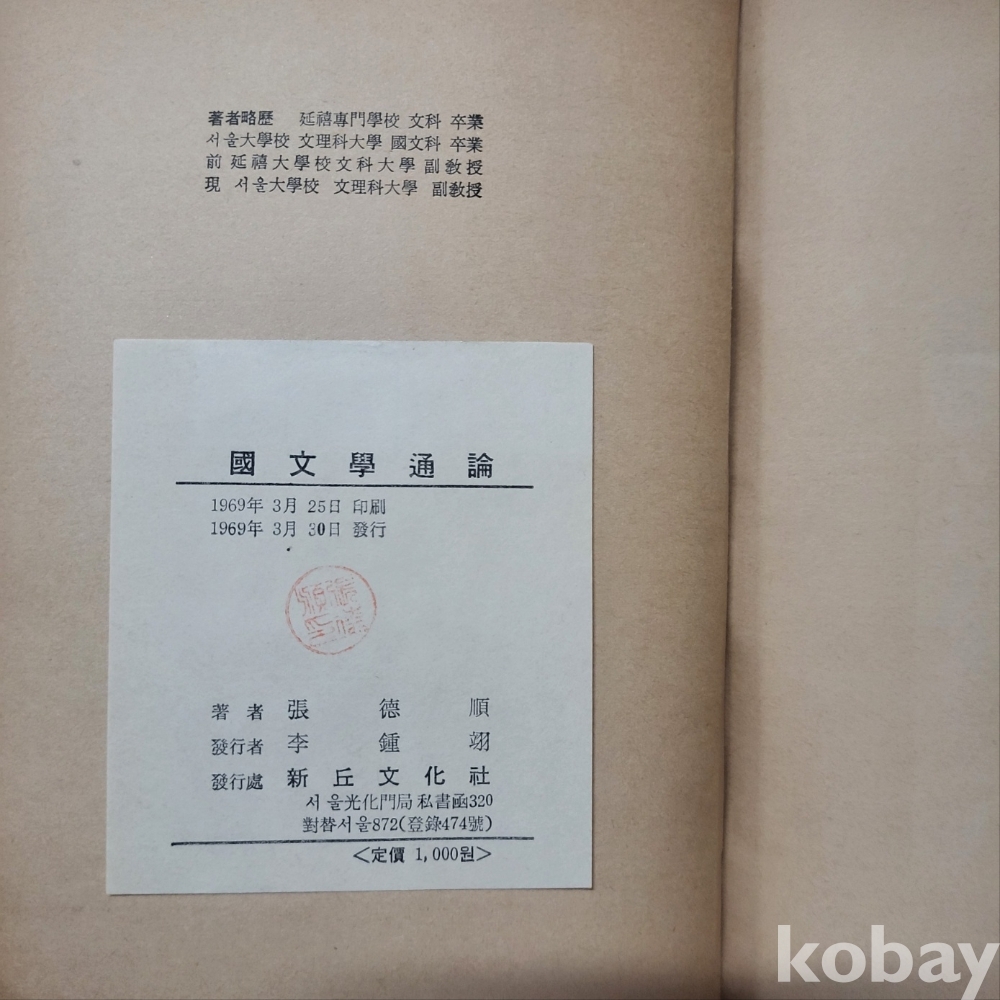 著者略歷 延禧專門學校 文科 卒業
서울大學校 文理科大學 國文科 卒業
前 延禧大學校文科大學 副敎授
現 서울大學校 文理科大學 副敎授
國文學通論
1969年 3月 25日 印刷
1969年 3月 30日 發行
著者 張德順
發行者 李鍾翊
發行處 新丘文化社
서울光化門局 私書函320
對替서울872(登錄474號)
<定價 1,000원>
kobay